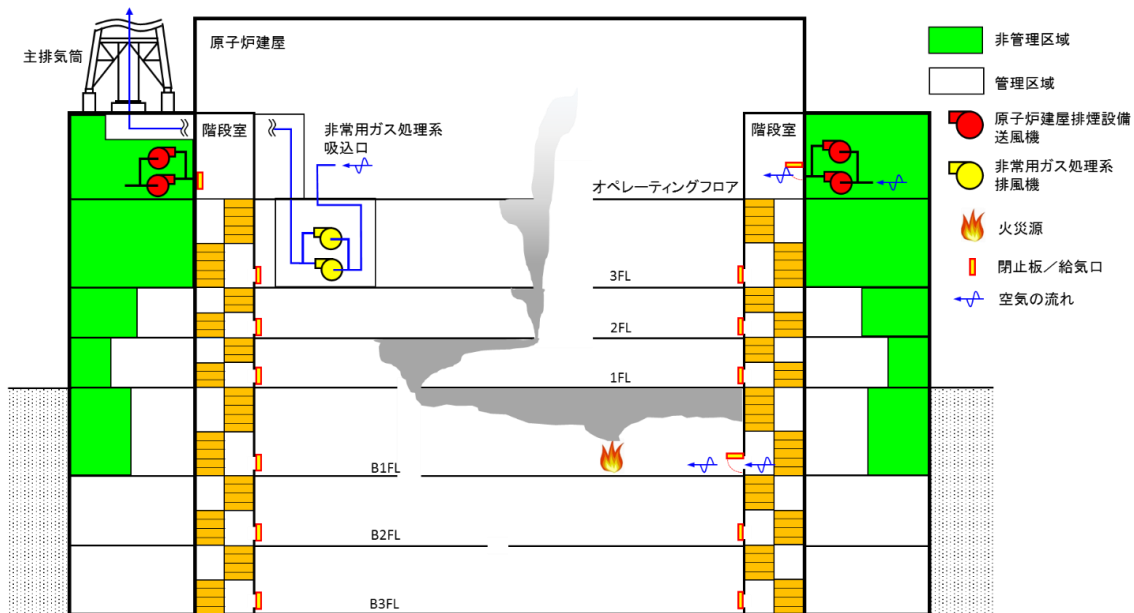 原子炉建屋
主排気筒
階段室
非常用ガス処理系
吸込口
階段室
オペレーティングフロア
3FL
2FL
1FL
B1FL
B2FL
B3FL
非管理区域
管理区域
原子炉建屋排煙設備
送風機
非常用ガス処理系
排風機
火災源
閉止板／給気口
空気の流れ